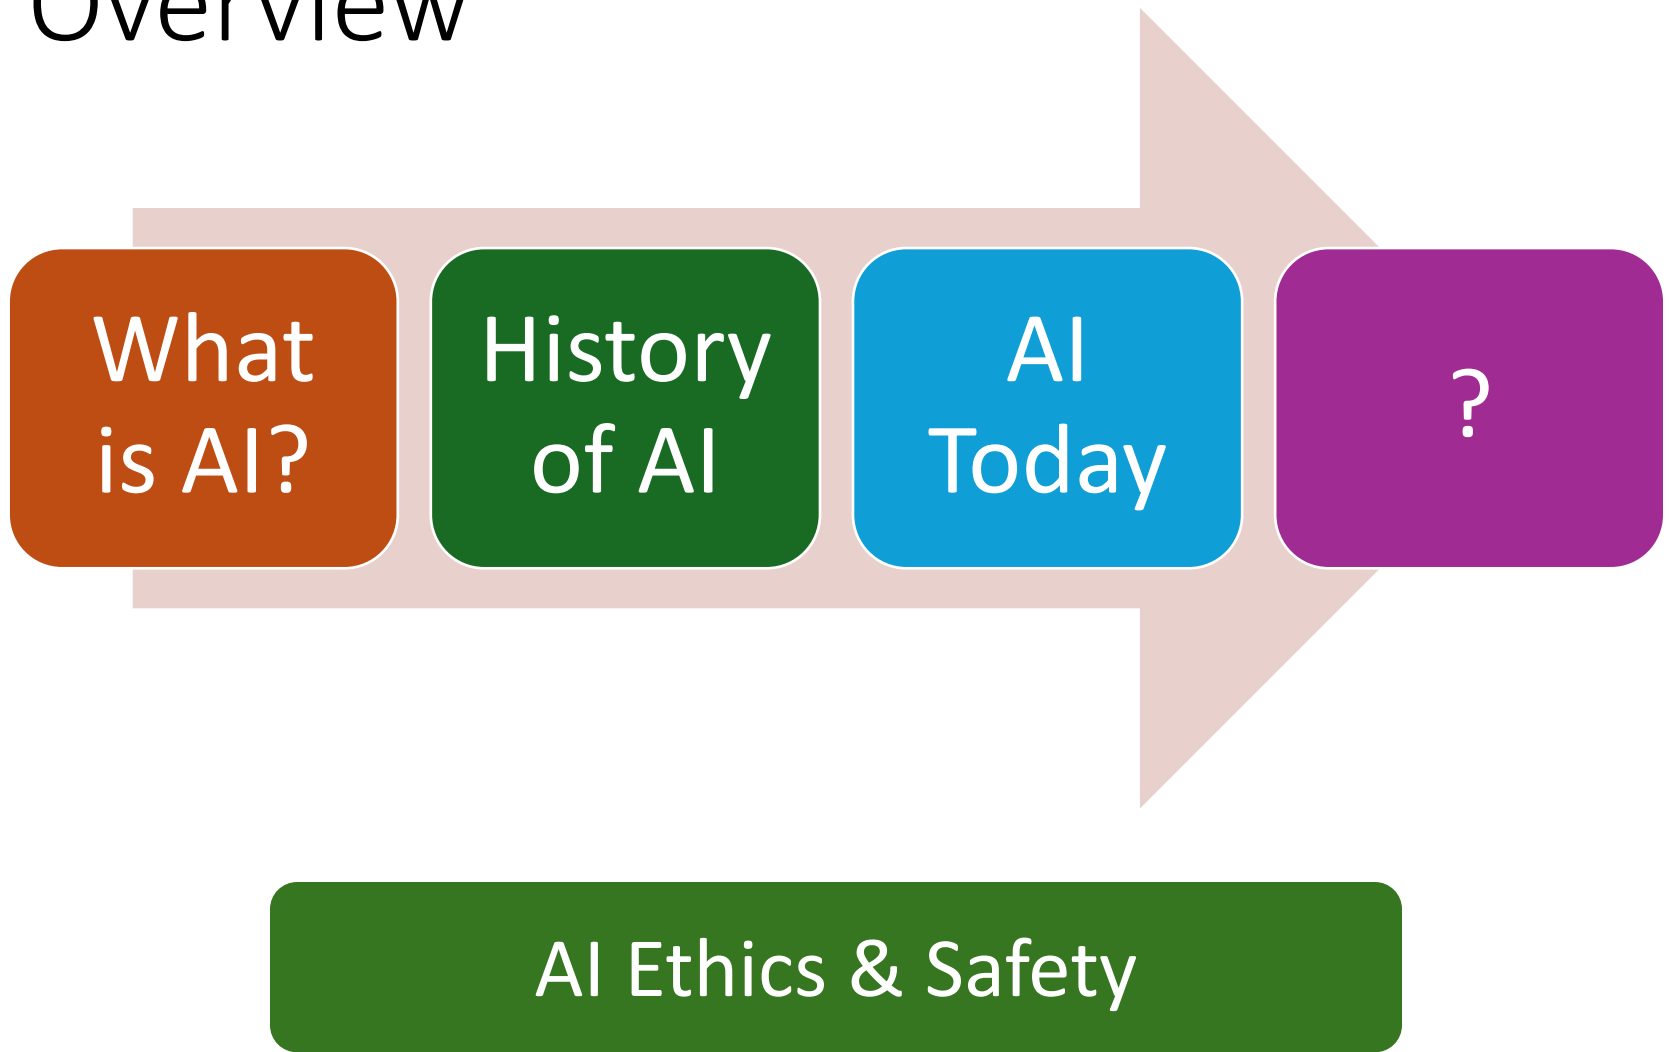 Overview
What
is AI?
History
of AI
AI
Today
?
AI Ethics & Safety